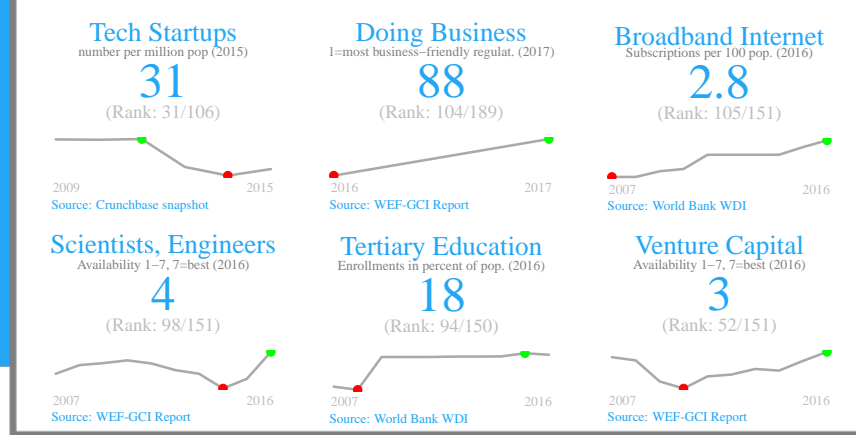 Tech Startups
number per million pop (2015)
31
(Rank: 31/106)
2009 2015
Source: Crunchbase snapshot
Doing Business
1=most business−friendly regulat. (2017)
88
(Rank: 104/189)
2016 2017
Source: WEF-GCI Report
Broadband Internet
Subscriptions per 100 pop. (2016)
2.8
(Rank: 105/151)
2007 2016
Source: World Bank WDI
Scientists, Engineers
Availability 1−7, 7=best (2016)
4
(Rank: 98/151)
2007 2016
Source: WEF-GCI Report
Tertiary Education
Enrollments in percent of pop. (2016)
18
(Rank: 94/150)
2007 2016
Source: World Bank WDI
Venture Capital
Availability 1−7, 7=best (2016)
3
(Rank: 52/151)
2007 2016
Source: WEF-GCI Report